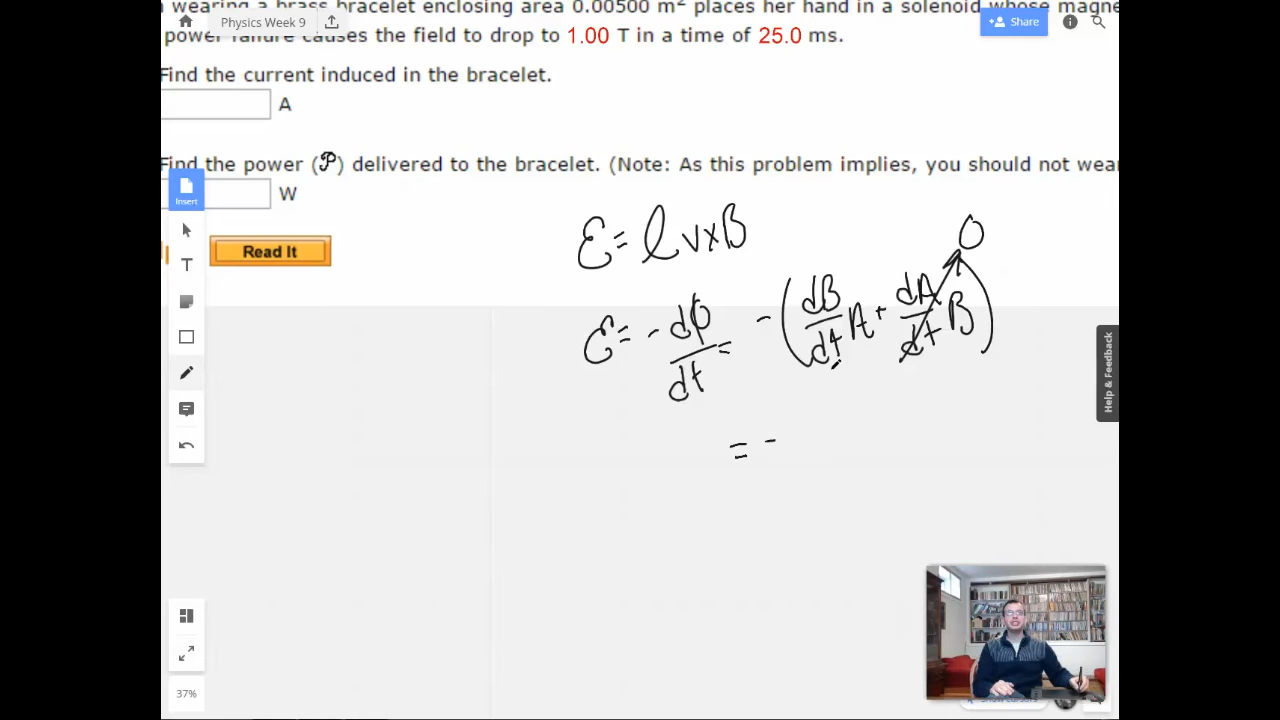 wearing a brass bracelet enclosing area 0.00500 m² places her hand in a solenoid whose magne
Physics Week 9
Share
power failure causes the field to drop to 1.00 T in a time of 25.0 ms.
Find the current induced in the bracelet.
A
Find the power (𝒫) delivered to the bracelet. (Note: As this problem implies, you should not wear
W
Insert
Read It
T
ℰ = ℓ v×B
0
ℰ = - dΦ/dt = - (dB/dt A + dA/dt B)
= -
Help & Feedback
37%